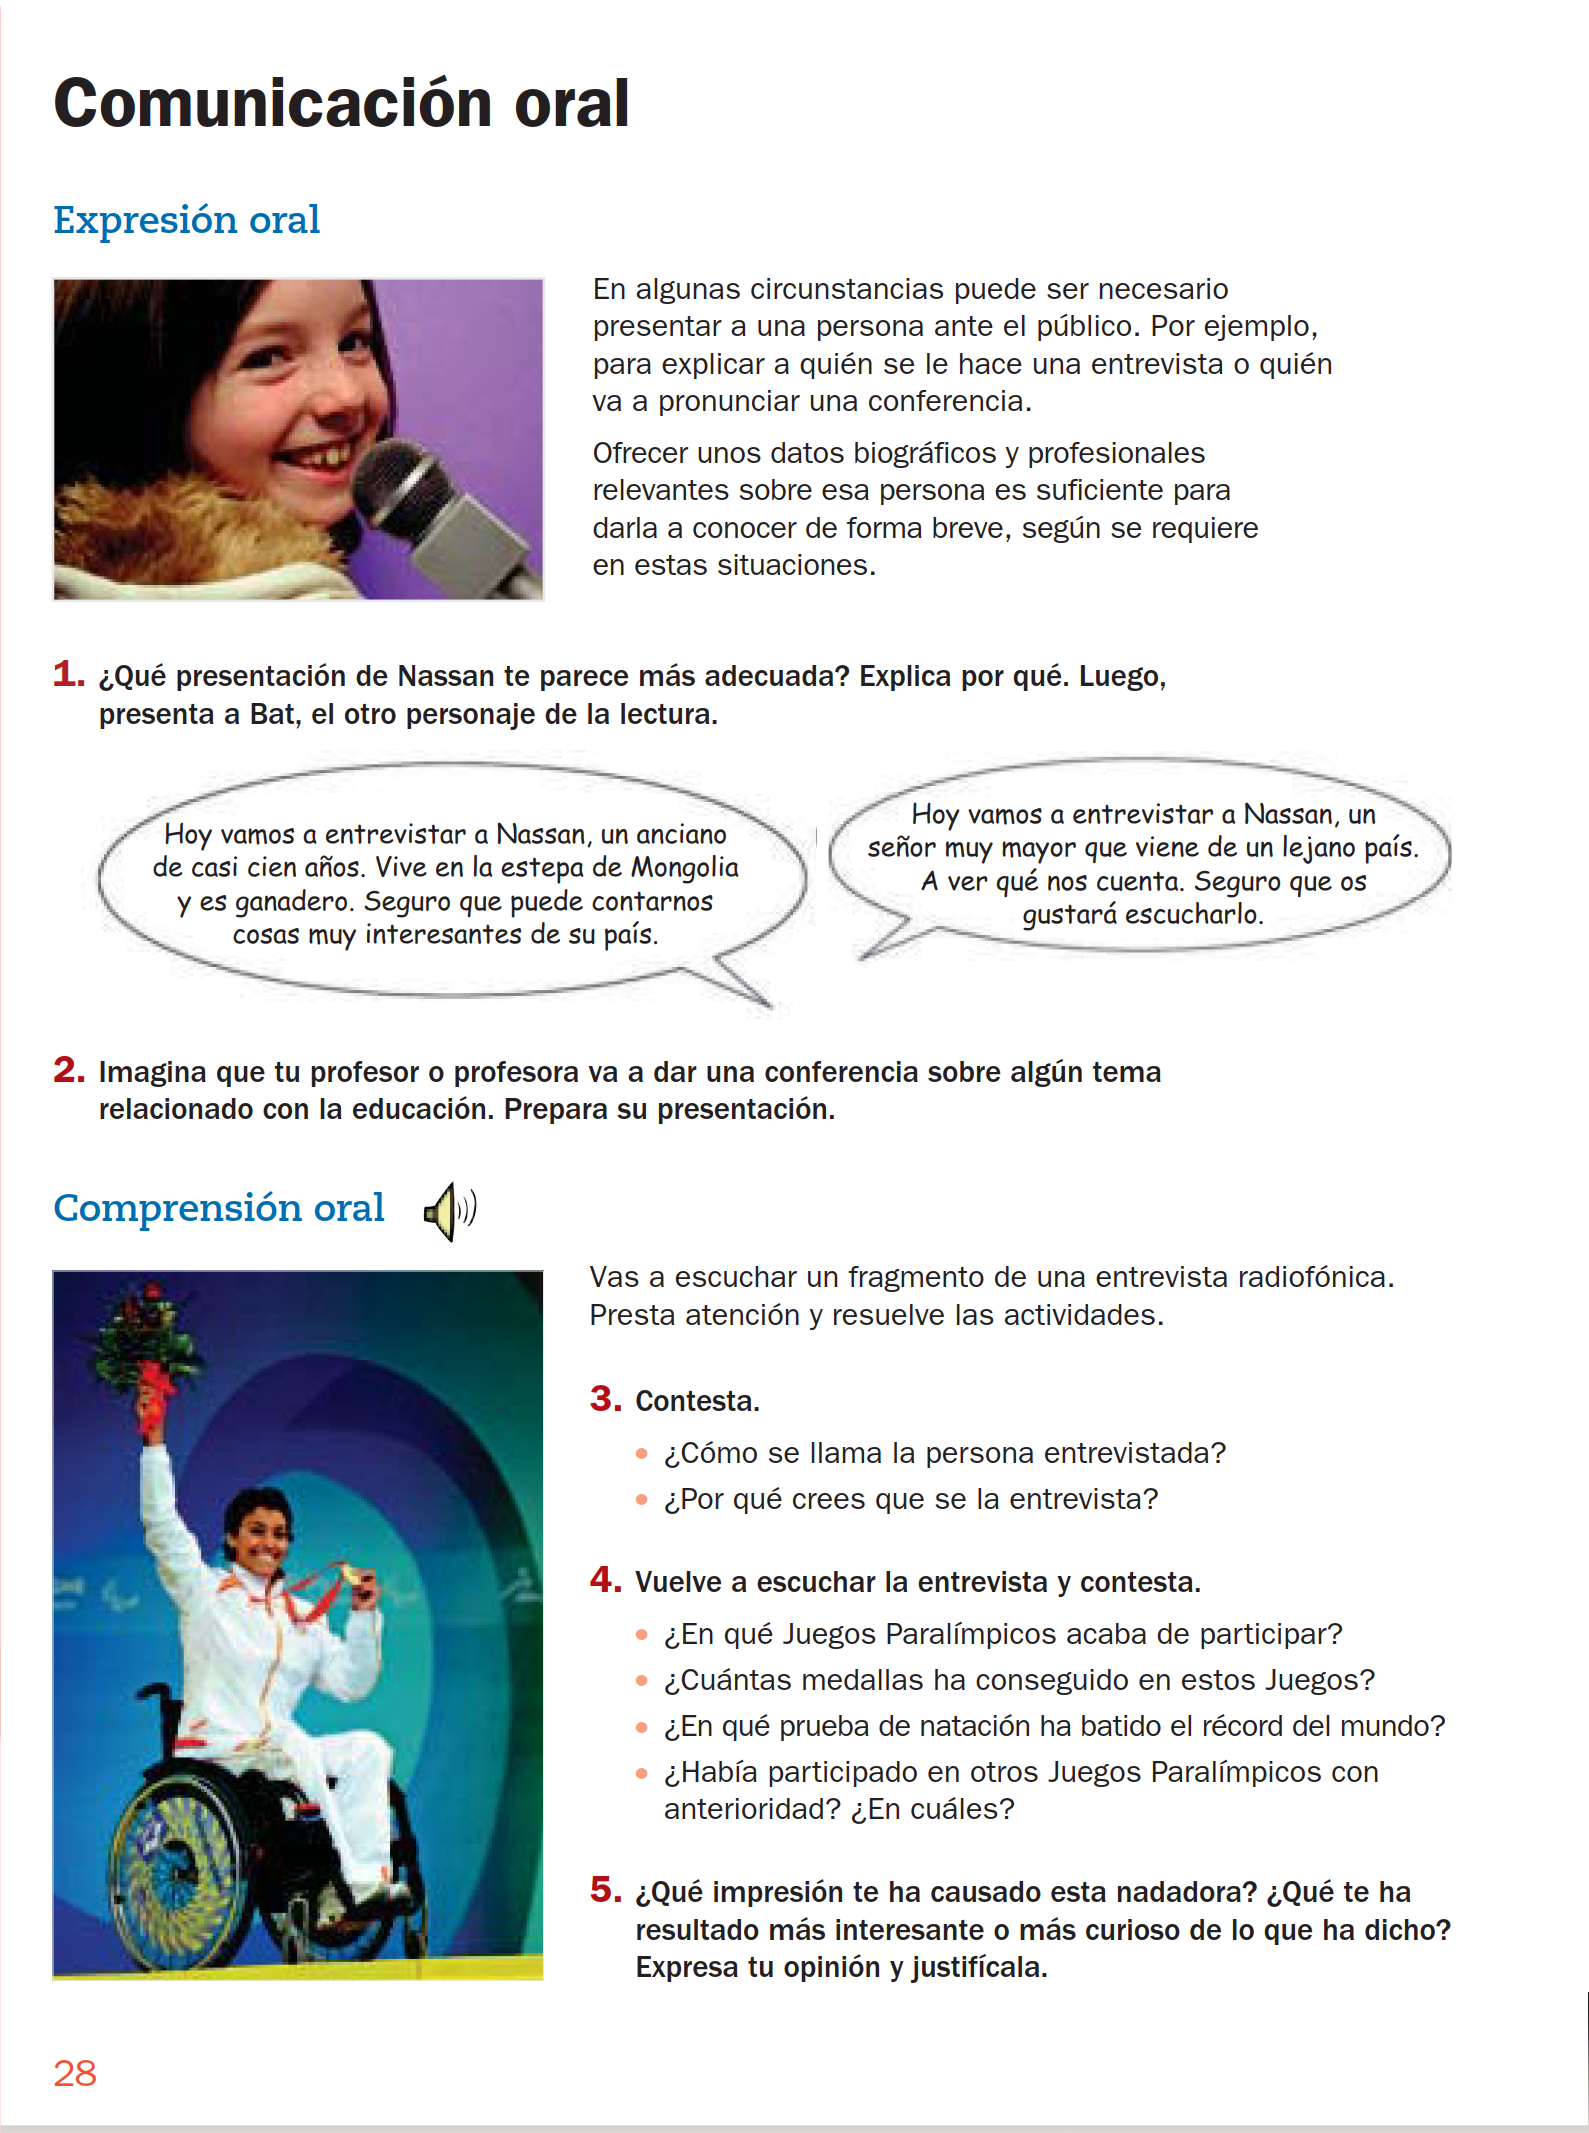 Comunicación oral
Expresión oral
En algunas circunstancias puede ser necesario
presentar a una persona ante el público. Por ejemplo,
para explicar a quién se le hace una entrevista o quién
va a pronunciar una conferencia.
Ofrecer unos datos biográficos y profesionales
relevantes sobre esa persona es suficiente para
darla a conocer de forma breve, según se requiere
en estas situaciones.
1. ¿Qué presentación de Nassan te parece más adecuada? Explica por qué. Luego,
presenta a Bat, el otro personaje de la lectura.
Hoy vamos a entrevistar a Nassan, un anciano
de casi cien años. Vive en la estepa de Mongolia
y es ganadero. Seguro que puede contarnos
cosas muy interesantes de su país.
Hoy vamos a entrevistar a Nassan, un
señor muy mayor que viene de un lejano país.
A ver qué nos cuenta. Seguro que os
gustará escucharlo.
2. Imagina que tu profesor o profesora va a dar una conferencia sobre algún tema
relacionado con la educación. Prepara su presentación.
Comprensión oral
Vas a escuchar un fragmento de una entrevista radiofónica.
Presta atención y resuelve las actividades.
3. Contesta.
• ¿Cómo se llama la persona entrevistada?
• ¿Por qué crees que se la entrevista?
4. Vuelve a escuchar la entrevista y contesta.
• ¿En qué Juegos Paralímpicos acaba de participar?
• ¿Cuántas medallas ha conseguido en estos Juegos?
• ¿En qué prueba de natación ha batido el récord del mundo?
• ¿Había participado en otros Juegos Paralímpicos con
anterioridad? ¿En cuáles?
5. ¿Qué impresión te ha causado esta nadadora? ¿Qué te ha
resultado más interesante o más curioso de lo que ha dicho?
Expresa tu opinión y justifícala.
28